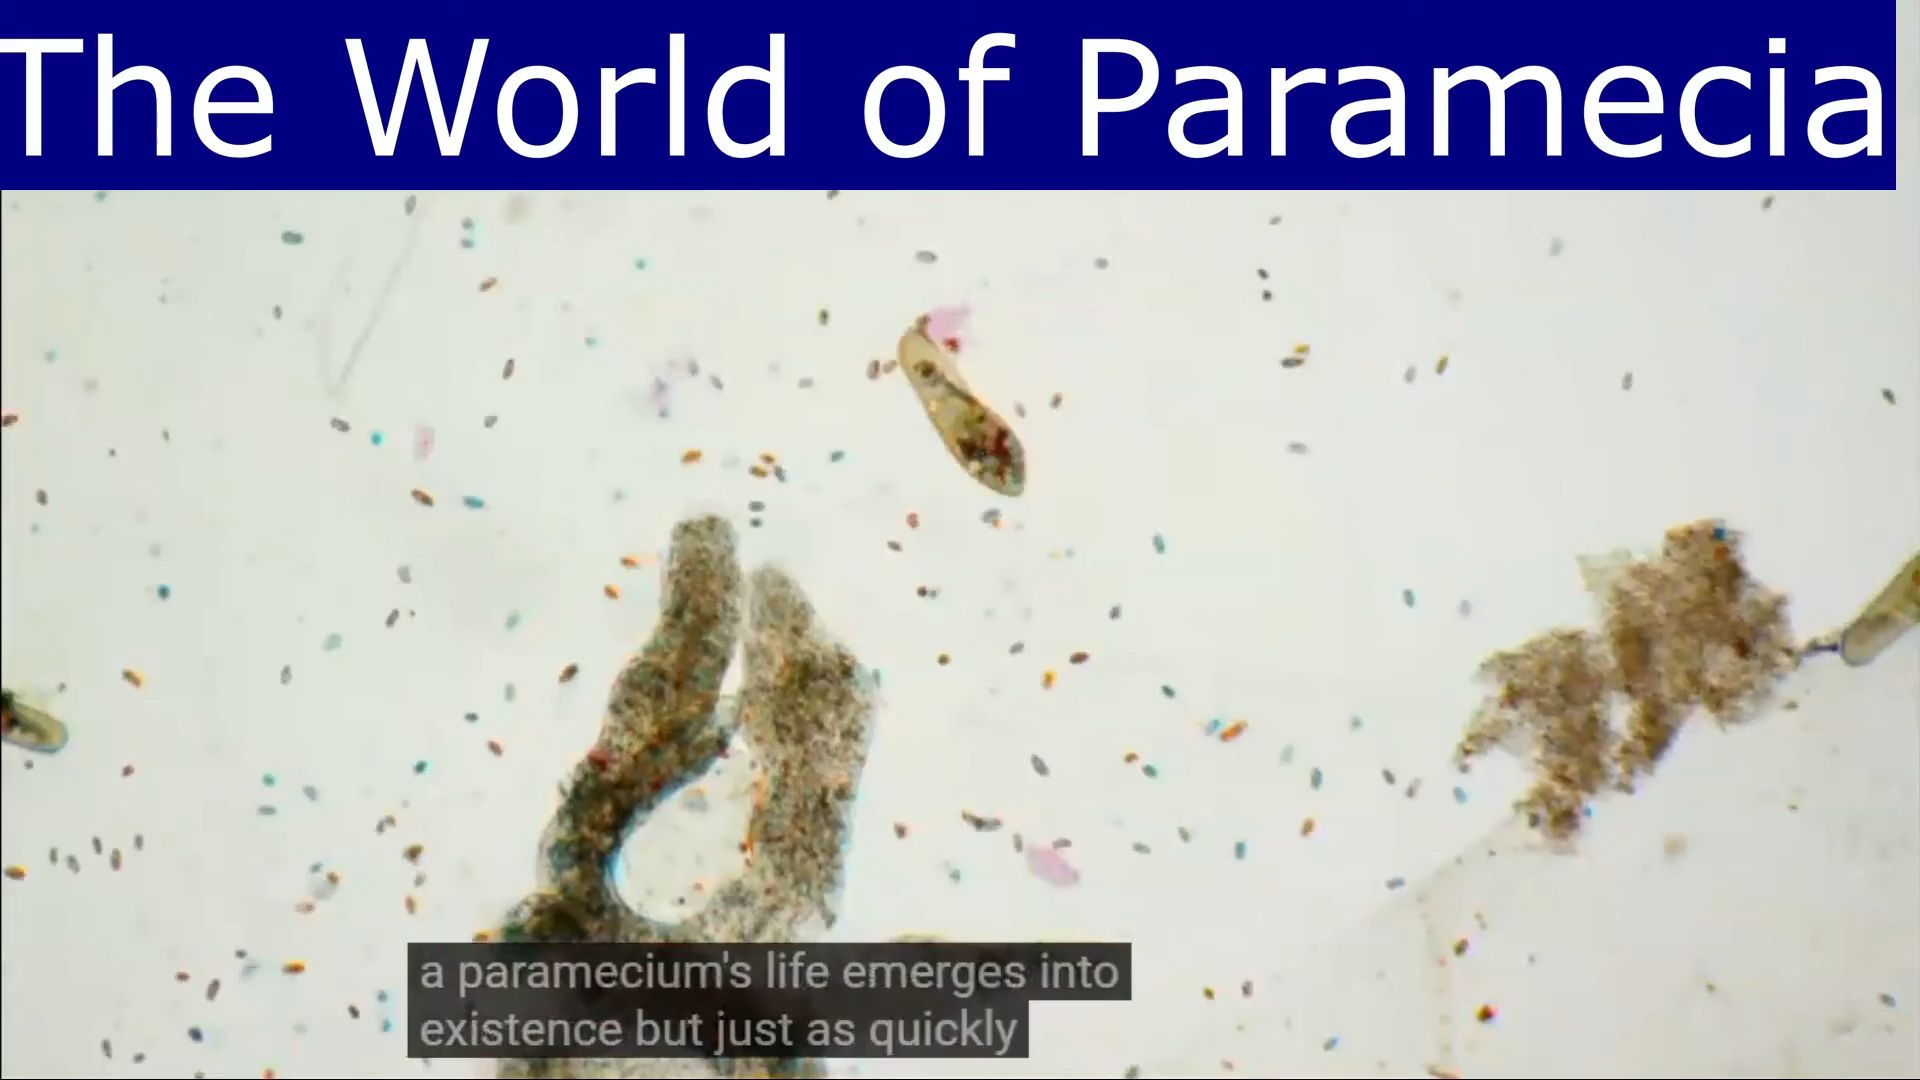 The World of Paramecia
a paramecium's life emerges into
existence but just as quickly